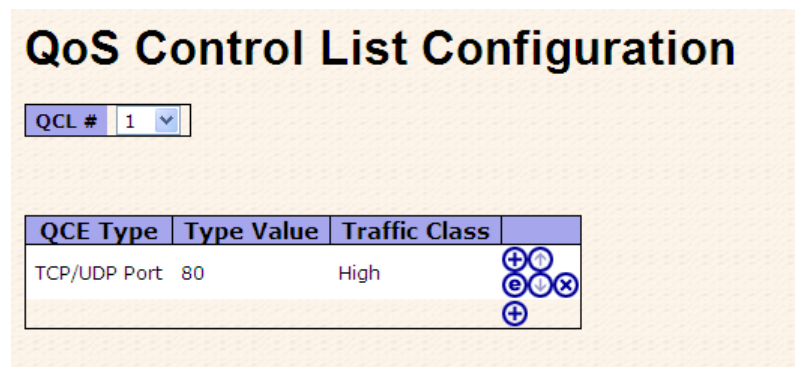 QoS Control List Configuration
QCL # 1
QCE Type Type Value Traffic Class
TCP/UDP Port 80 High
e